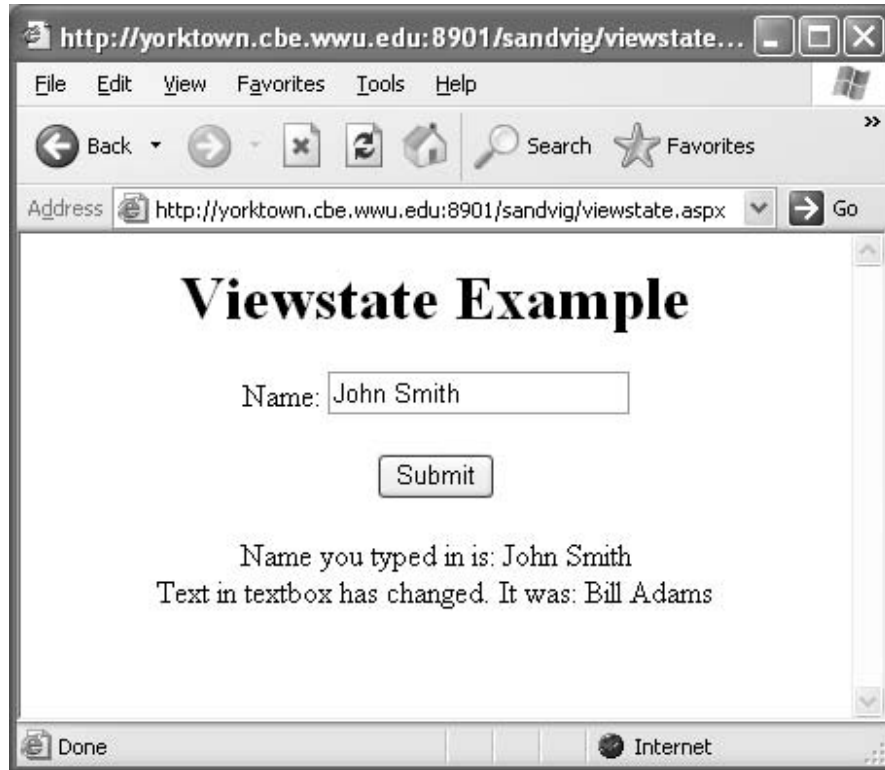 http://yorktown.cbe.wwu.edu:8901/sandvig/viewstate...
File Edit View Favorites Tools Help
Back Search Favorites »
Address http://yorktown.cbe.wwu.edu:8901/sandvig/viewstate.aspx Go
Viewstate Example
Name: John Smith
Submit
Name you typed in is: John Smith
Text in textbox has changed. It was: Bill Adams
Done Internet